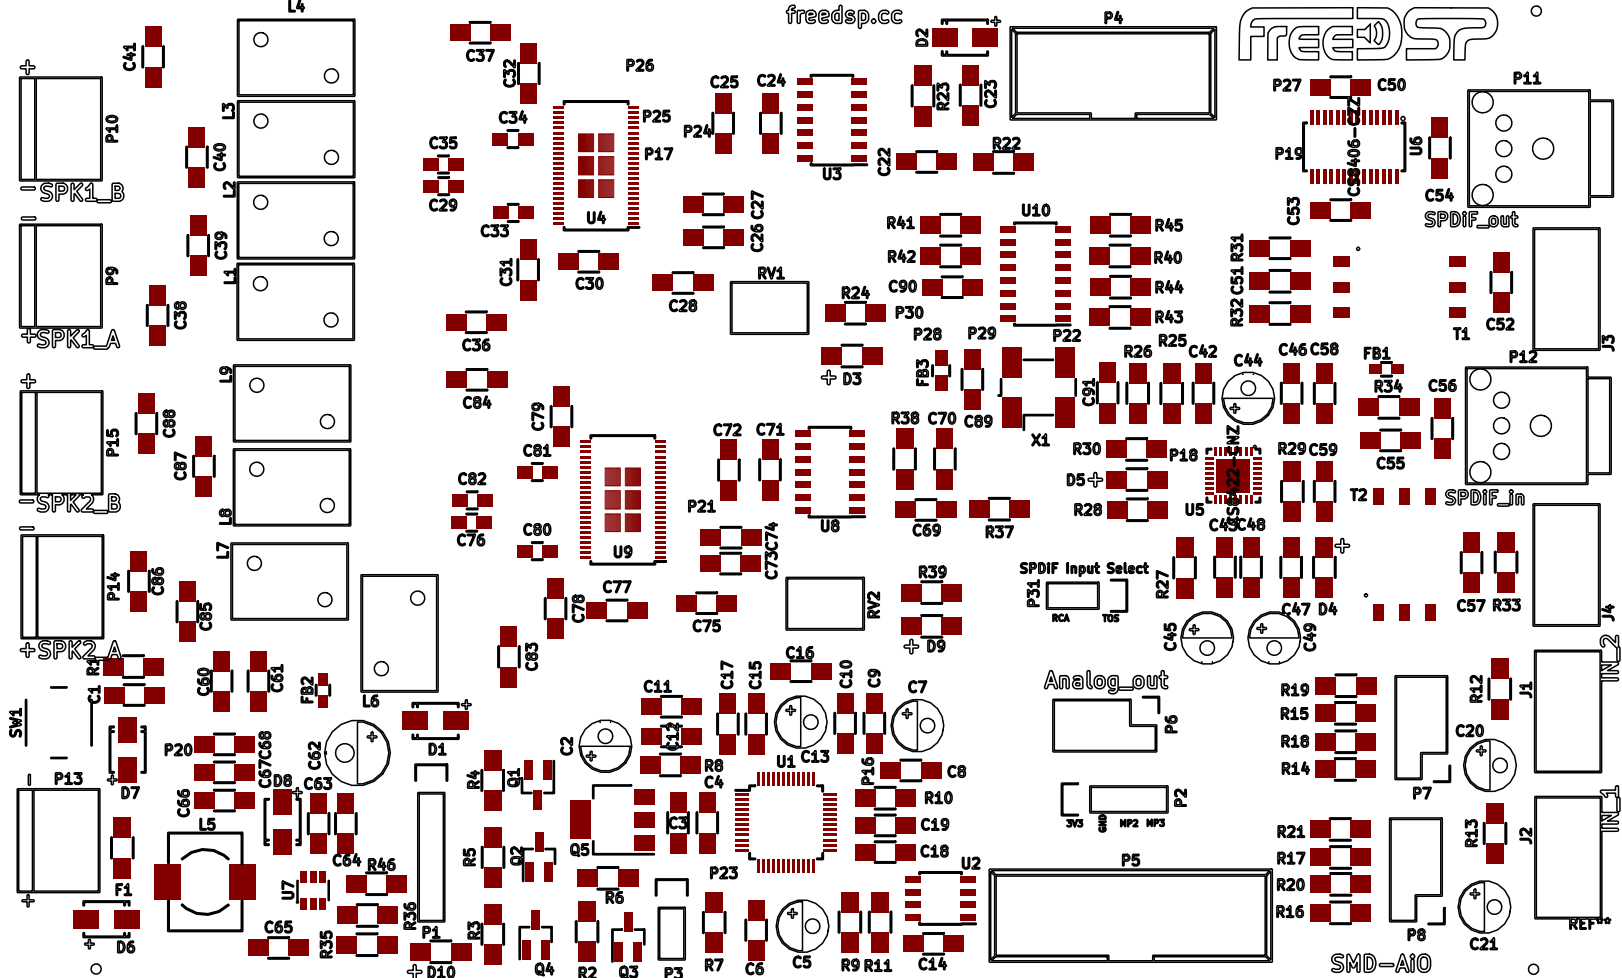 L4
freedsp.cc
D2
+
P4
FreeDSP
C37
C41
C32
P26
C25
C24
R23
C23
P27
C50
P11
+
L3
P10
C34
P25
P24
P17
C35
C40
C29
U4
U3
C22
R22
P19
CS8406-CZZ
U6
C54
−
SPK1_B
L2
C33
C27
C26
R41
U10
R45
C53
SPDiF_out
−
C39
P9
L1
C31
C30
RV1
R42
R40
R31
C28
C90
R44
C51
C38
R24
P30
R43
R32
C52
T1
J3
+
SPK1_A
C36
P28
P29
P22
R25
C46
C58
FB1
P12
+
L9
D3
+
FB3
C89
R26
C42
C44
R34
C56
C84
C91
+
X1
C79
C88
P15
C72
C71
R38
C70
R30
P18
CS8422-CNZ
R29
C59
C55
C87
C81
D5
+
C82
P21
R28
U5
T2
SPDiF_in
−
SPK2_B
L8
C76
U8
C69
R37
C43
C48
−
L7
C80
U9
C74
C73
+
P14
C86
SPDIF Input Select
R27
C77
R39
P31
C57
R33
C85
C78
C75
RV2
RCA
TOS
C47
D4
J4
+
SPK2_A
D9
+
C45
+
C49
+
R1
C83
C16
IN_2
C60
C61
FB2
C1
C11
C17
C15
C10
C9
Analog_out
R19
R12
J1
SW1
L6
C7
R15
P20
C68
C62
+
D1
+
C2
+
C12
+
C13
+
P6
R18
C20
+
−
P13
C67
D8
+
C63
R4
Q1
R8
U1
P16
C8
R14
P7
+
D7
C66
C4
R10
P2
IN_1
L5
C3
C19
3V3
GND
MP2
MP3
R21
R13
J2
C64
R5
Q2
Q5
C18
R17
F1
U7
R46
R6
P23
U2
P5
R20
+
R36
R16
REF**
+
D6
C65
R35
P1
R3
+
D10
Q4
R2
Q3
P3
R7
C6
C5
+
R9
R11
C14
P8
C21
+
SMD-AiO